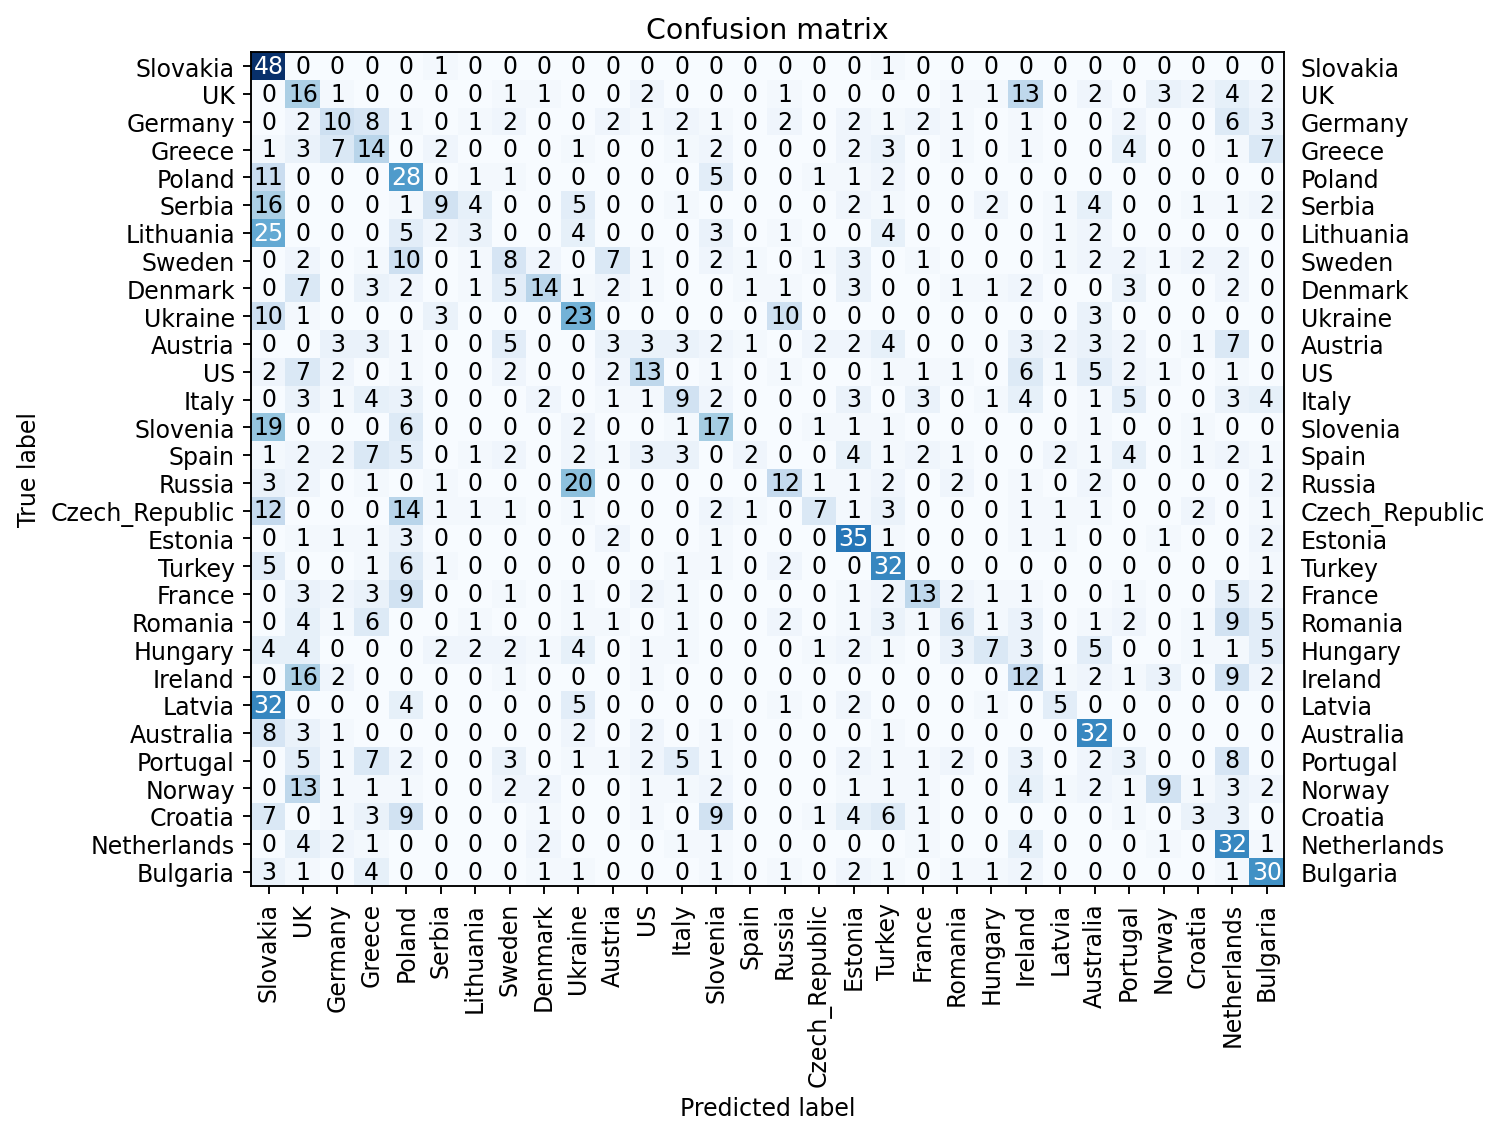 Confusion matrix
Slovakia 48 0 0 0 0 1 0 0 0 0 0 0 0 0 0 0 0 0 1 0 0 0 0 0 0 0 0 0 0 0 Slovakia
UK 0 16 1 0 0 0 0 1 1 0 0 2 0 0 0 1 0 0 0 0 1 1 13 0 2 0 3 2 4 2 UK
Germany 0 2 10 8 1 0 1 2 0 0 2 1 2 1 0 2 0 2 1 2 1 0 1 0 0 2 0 0 6 3 Germany
Greece 1 3 7 14 0 2 0 0 0 1 0 0 1 2 0 0 0 2 3 0 1 0 1 0 0 4 0 0 1 7 Greece
Poland 11 0 0 0 28 0 1 1 0 0 0 0 0 5 0 0 1 1 2 0 0 0 0 0 0 0 0 0 0 0 Poland
Serbia 16 0 0 0 1 9 4 0 0 5 0 0 1 0 0 0 0 2 1 0 0 2 0 1 4 0 0 1 1 2 Serbia
Lithuania 25 0 0 0 5 2 3 0 0 4 0 0 0 3 0 1 0 0 4 0 0 0 0 1 2 0 0 0 0 0 Lithuania
Sweden 0 2 0 1 10 0 1 8 2 0 7 1 0 2 1 0 1 3 0 1 0 0 0 1 2 2 1 2 2 0 Sweden
Denmark 0 7 0 3 2 0 1 5 14 1 2 1 0 0 1 1 0 3 0 0 1 1 2 0 0 3 0 0 2 0 Denmark
Ukraine 10 1 0 0 0 3 0 0 0 23 0 0 0 0 0 10 0 0 0 0 0 0 0 0 3 0 0 0 0 0 Ukraine
Austria 0 0 3 3 1 0 0 5 0 0 3 3 3 2 1 0 2 2 4 0 0 0 3 2 3 2 0 1 7 0 Austria
US 2 7 2 0 1 0 0 2 0 0 2 13 0 1 0 1 0 0 1 1 1 0 6 1 5 2 1 0 1 0 US
Italy 0 3 1 4 3 0 0 0 2 0 1 1 9 2 0 0 0 3 0 3 0 1 4 0 1 5 0 0 3 4 Italy
Slovenia 19 0 0 0 6 0 0 0 0 2 0 0 1 17 0 0 1 1 1 0 0 0 0 0 1 0 0 1 0 0 Slovenia
Spain 1 2 2 7 5 0 1 2 0 2 1 3 3 0 2 0 0 4 1 2 1 0 0 2 1 4 0 1 2 1 Spain
Russia 3 2 0 1 0 1 0 0 0 20 0 0 0 0 0 12 1 1 2 0 2 0 1 0 2 0 0 0 0 2 Russia
Czech_Republic 12 0 0 0 14 1 1 1 0 1 0 0 0 2 1 0 7 1 3 0 0 0 1 1 1 0 0 2 0 1 Czech_Republic
Estonia 0 1 1 1 3 0 0 0 0 0 2 0 0 1 0 0 0 35 1 0 0 0 1 1 0 0 1 0 0 2 Estonia
Turkey 5 0 0 1 6 1 0 0 0 0 0 0 1 1 0 2 0 0 32 0 0 0 0 0 0 0 0 0 0 1 Turkey
France 0 3 2 3 9 0 0 1 0 1 0 2 1 0 0 0 0 1 2 13 2 1 1 0 0 1 0 0 5 2 France
Romania 0 4 1 6 0 0 1 0 0 1 1 0 1 0 0 2 0 1 3 1 6 1 3 0 1 2 0 1 9 5 Romania
Hungary 4 4 0 0 0 2 2 2 1 4 0 1 1 0 0 0 1 2 1 0 3 7 3 0 5 0 0 1 1 5 Hungary
Ireland 0 16 2 0 0 0 0 1 0 0 0 1 0 0 0 0 0 0 0 0 0 0 12 1 2 1 3 0 9 2 Ireland
Latvia 32 0 0 0 4 0 0 0 0 5 0 0 0 0 0 1 0 2 0 0 0 1 0 5 0 0 0 0 0 0 Latvia
Australia 8 3 1 0 0 0 0 0 0 2 0 2 0 1 0 0 0 0 1 0 0 0 0 0 32 0 0 0 0 0 Australia
Portugal 0 5 1 7 2 0 0 3 0 1 1 2 5 1 0 0 0 2 1 1 2 0 3 0 2 3 0 0 8 0 Portugal
Norway 0 13 1 1 1 0 0 2 2 0 0 1 1 2 0 0 0 1 1 1 0 0 4 1 2 1 9 1 3 2 Norway
Croatia 7 0 1 3 9 0 0 0 1 0 0 1 0 9 0 0 1 4 6 1 0 0 0 0 0 1 0 3 3 0 Croatia
Netherlands 0 4 2 1 0 0 0 0 2 0 0 0 1 1 0 0 0 0 0 1 0 0 4 0 0 0 1 0 32 1 Netherlands
Bulgaria 3 1 0 4 0 0 0 0 1 1 0 0 0 1 0 1 0 2 1 0 1 1 2 0 0 0 0 0 1 30 Bulgaria
True label
Slovakia UK Germany Greece Poland Serbia Lithuania Sweden Denmark Ukraine Austria US Italy Slovenia Spain Russia Czech_Republic Estonia Turkey France Romania Hungary Ireland Latvia Australia Portugal Norway Croatia Netherlands Bulgaria
Predicted label